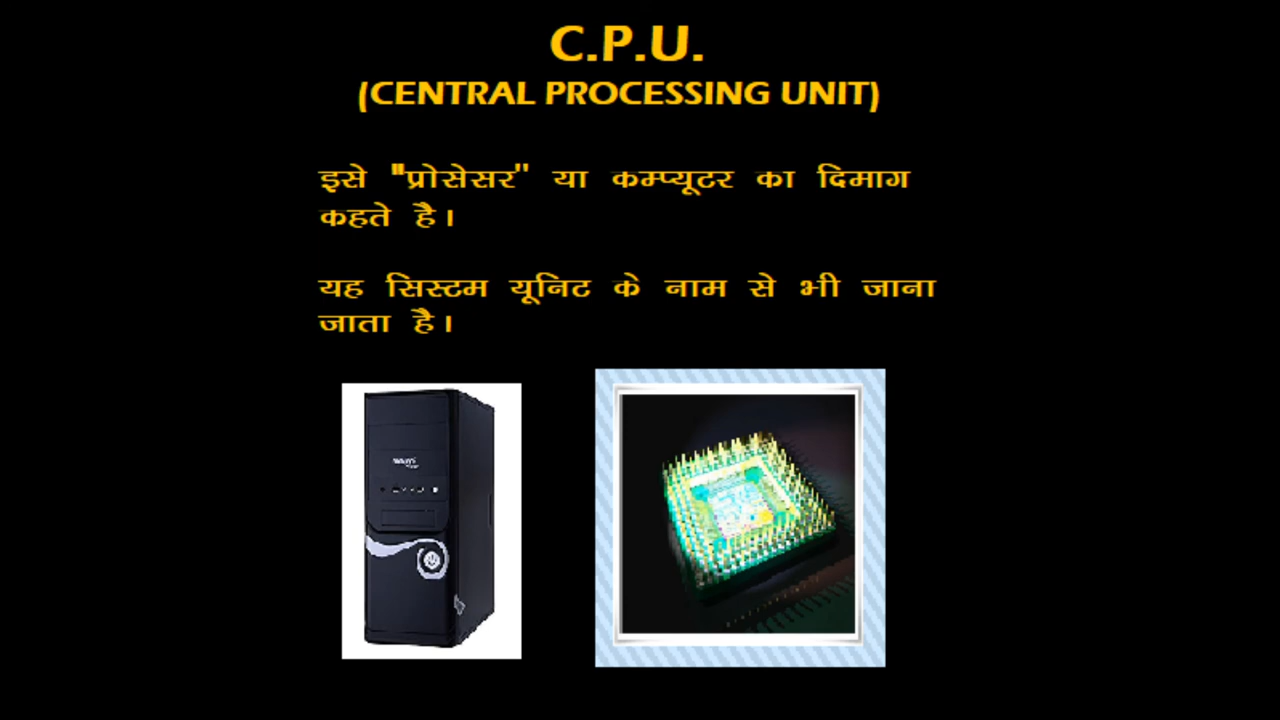 C.P.U.
(CENTRAL PROCESSING UNIT)
इसे "प्रोसेसर" या कम्प्यूटर का दिमाग
कहते है।
यह सिस्टम यूनिट के नाम से भी जाना
जाता है।